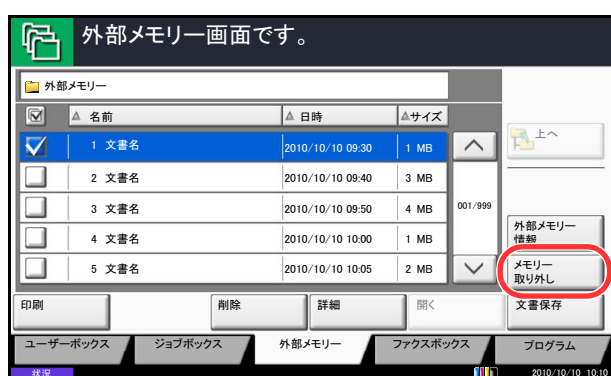 外部メモリー画面です。
外部メモリー
名前 日時 サイズ
1 文書名 2010/10/10 09:30 1 MB
上へ
2 文書名 2010/10/10 09:40 3 MB
3 文書名 2010/10/10 09:50 4 MB
001/999
4 文書名 2010/10/10 10:00 1 MB
外部メモリー
情報
5 文書名 2010/10/10 10:05 2 MB
メモリー
取り外し
印刷 削除 詳細 開く 文書保存
ユーザーボックス ジョブボックス 外部メモリー ファクスボックス プログラム
状況 2010/10/10 10:10